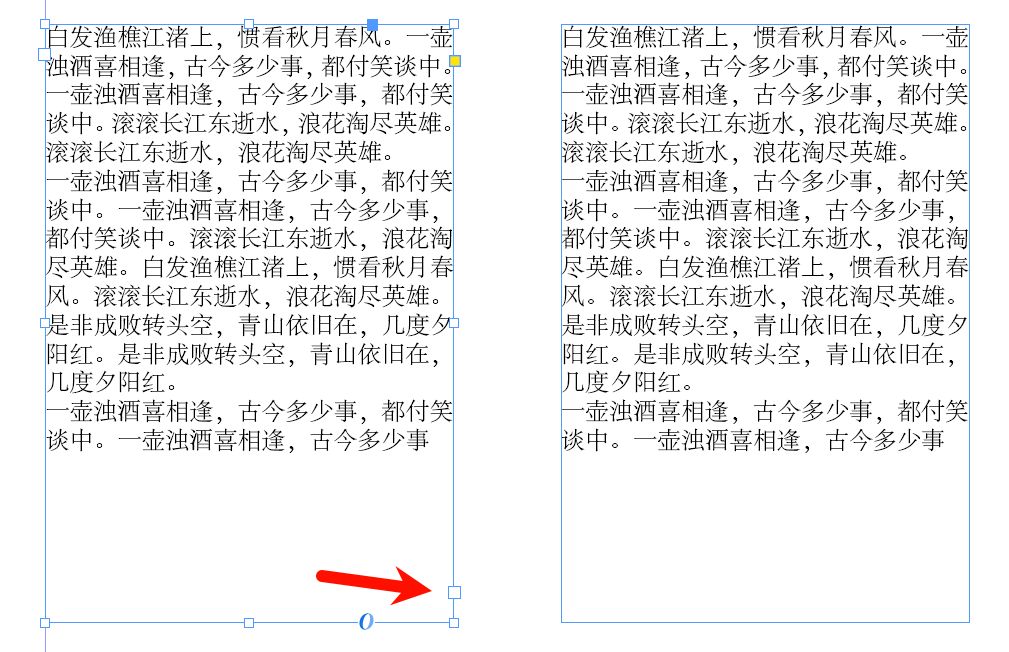 白发渔樵江渚上，惯看秋月春风。一壶
浊酒喜相逢，古今多少事，都付笑谈中。
一壶浊酒喜相逢，古今多少事，都付笑
谈中。滚滚长江东逝水，浪花淘尽英雄。
滚滚长江东逝水，浪花淘尽英雄。
一壶浊酒喜相逢，古今多少事，都付笑
谈中。一壶浊酒喜相逢，古今多少事，
都付笑谈中。滚滚长江东逝水，浪花淘
尽英雄。白发渔樵江渚上，惯看秋月春
风。滚滚长江东逝水，浪花淘尽英雄。
是非成败转头空，青山依旧在，几度夕
阳红。是非成败转头空，青山依旧在，
几度夕阳红。
一壶浊酒喜相逢，古今多少事，都付笑
谈中。一壶浊酒喜相逢，古今多少事
白发渔樵江渚上，惯看秋月春风。一壶
浊酒喜相逢，古今多少事，都付笑谈中。
一壶浊酒喜相逢，古今多少事，都付笑
谈中。滚滚长江东逝水，浪花淘尽英雄。
滚滚长江东逝水，浪花淘尽英雄。
一壶浊酒喜相逢，古今多少事，都付笑
谈中。一壶浊酒喜相逢，古今多少事，
都付笑谈中。滚滚长江东逝水，浪花淘
尽英雄。白发渔樵江渚上，惯看秋月春
风。滚滚长江东逝水，浪花淘尽英雄。
是非成败转头空，青山依旧在，几度夕
阳红。是非成败转头空，青山依旧在，
几度夕阳红。
一壶浊酒喜相逢，古今多少事，都付笑
谈中。一壶浊酒喜相逢，古今多少事